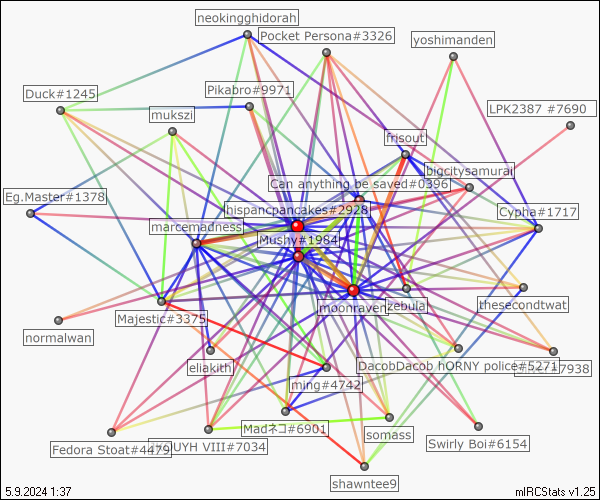 neokingghidorah
Pocket Persona#3326
yoshimanden
Duck#1245
Pikabro#9971
mukszi
LPK2387 #7690
frisout
bigcitysamurai
Can anything be saved#0396
Eg.Master#1378
hispancpancakes#2928
Cypha#1717
marcemadness
Mushy#1984
moonraven
zebula
thesecondtwat
Majestic#3375
normalwan
eliakith
DacobDacob hORNY police#5271
7938
ming#4742
Madネコ#6901
somass
Fedora Stoat#4479
UYH VIII#7034
Swirly Boi#6154
shawntee9
5.9.2024 1:37
mIRCStats v1.25